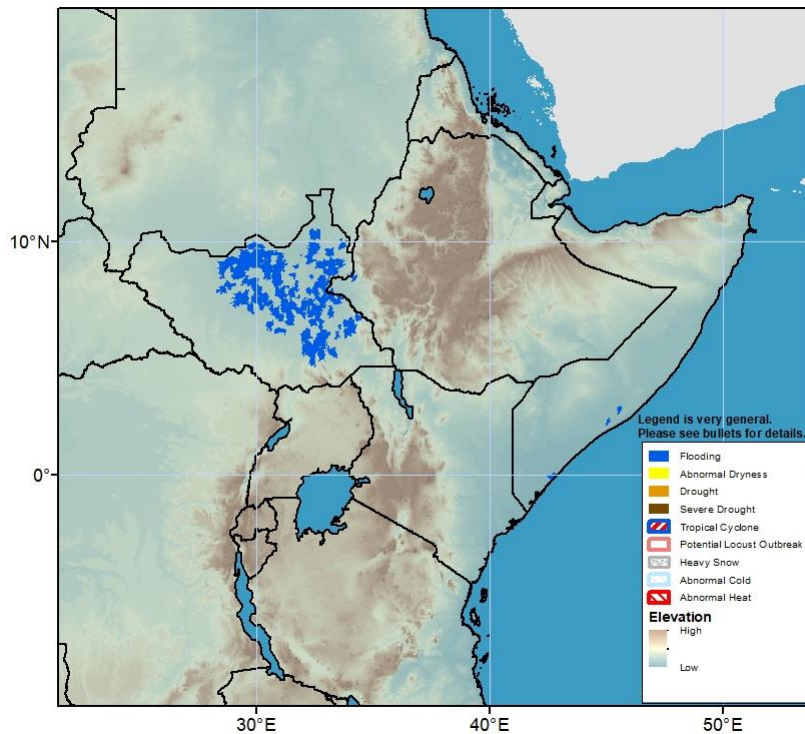 10°N
0°
30°E
40°E
50°E
Legend is very general.
Please see bullets for details.
Flooding
Abnormal Dryness
Drought
Severe Drought
Tropical Cyclone
Potential Locust Outbreak
Heavy Snow
Abnormal Cold
Abnormal Heat
Elevation
High
Low